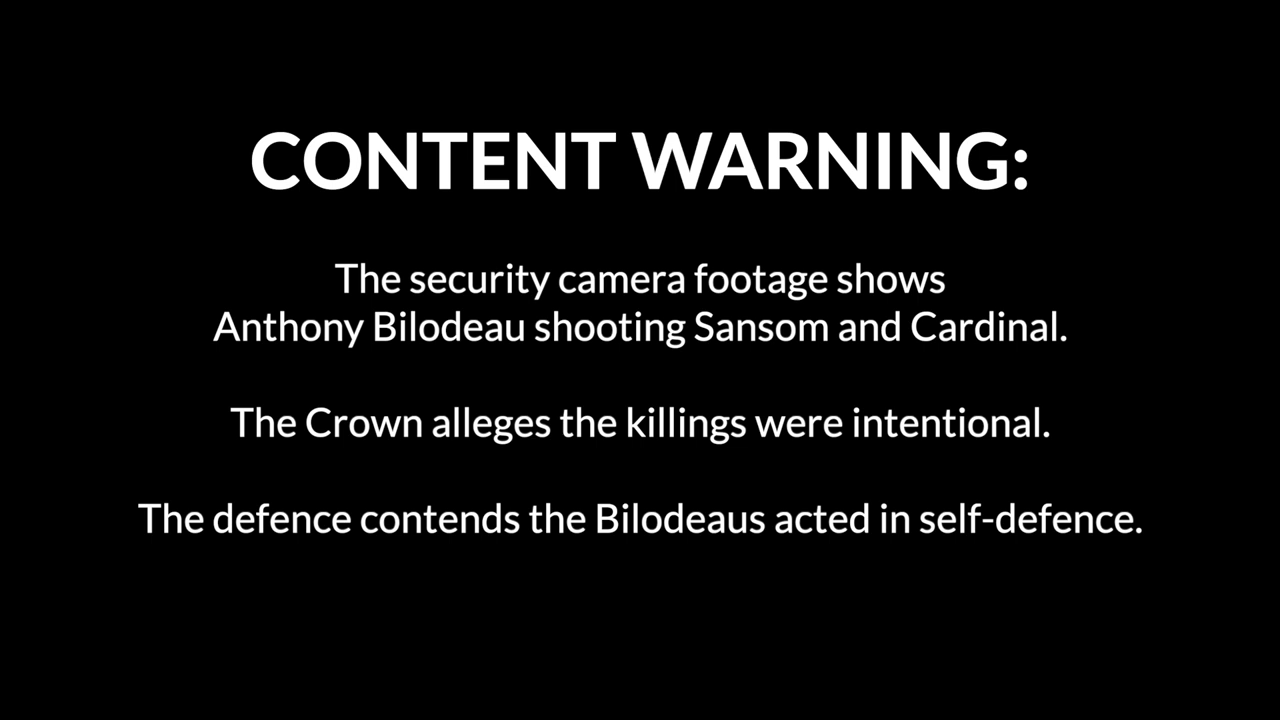 CONTENT WARNING:
The security camera footage shows
Anthony Bilodeau shooting Sansom and Cardinal.
The Crown alleges the killings were intentional.
The defence contends the Bilodeaus acted in self-defence.